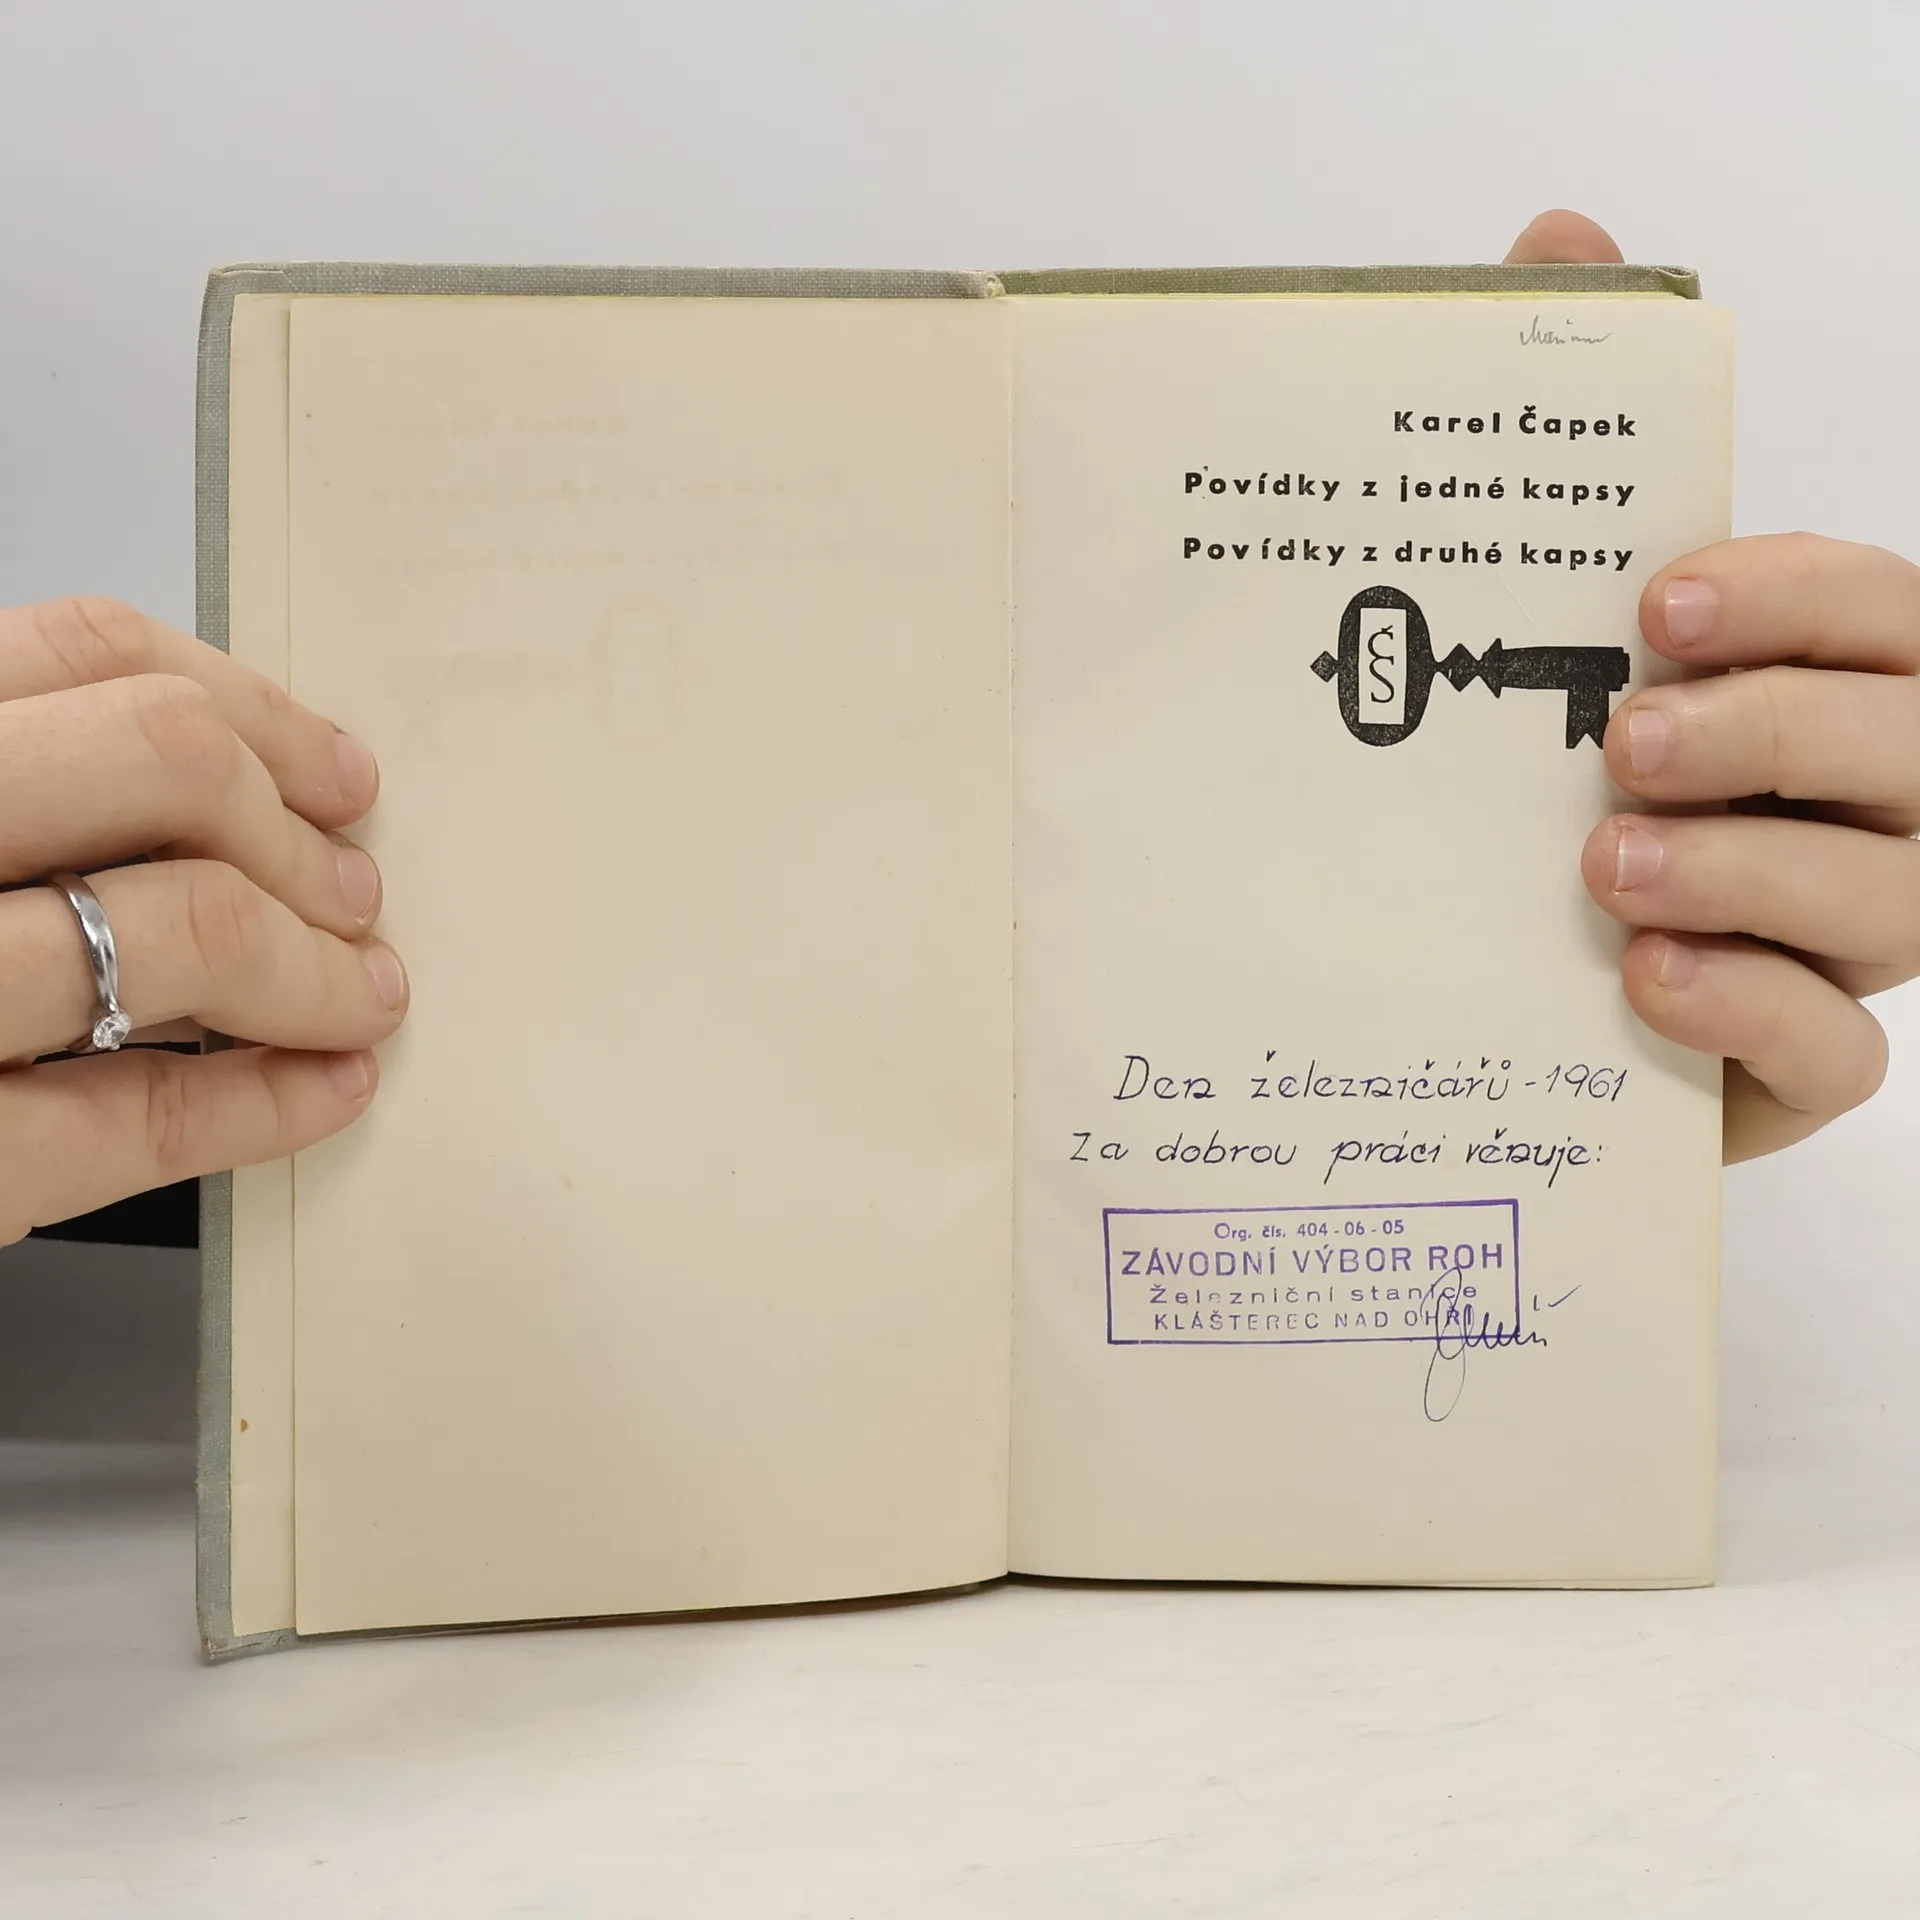 Karel Čapek
Povídky z jedné kapsy
Povídky z druhé kapsy
ČS
Den železničářů - 1961
Za dobrou práci věnuje:
Org. čís. 404 - 06 - 05
ZÁVODNÍ VÝBOR ROH
Železniční stanice
KLÁŠTEREC NAD OHŘÍ